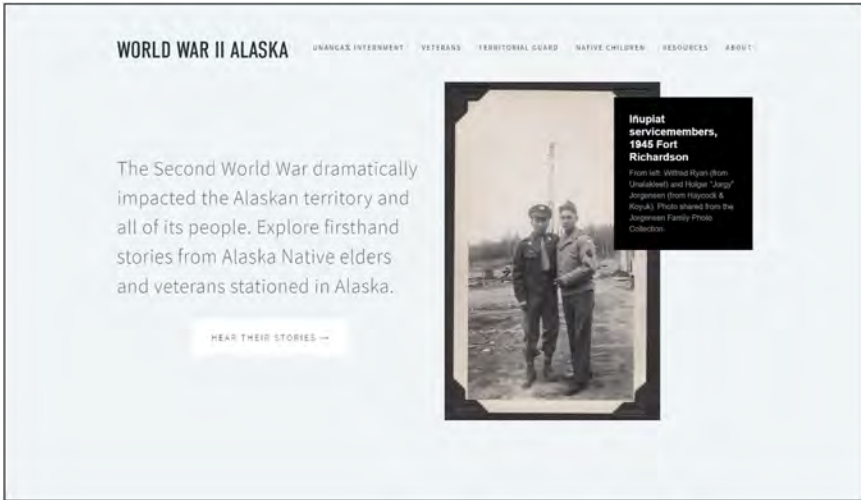 WORLD WAR II ALASKA
UNANGAX̂ INTERNMENT VETERANS TERRITORIAL GUARD NATIVE CHILDREN RESOURCES ABOUT
The Second World War dramatically
impacted the Alaskan territory and
all of its people. Explore firsthand
stories from Alaska Native elders
and veterans stationed in Alaska.
HEAR THEIR STORIES →
Iñupiat
servicemembers,
1945 Fort
Richardson
From left: Wilfred Ryan (from
Unalakleet) and Holger "Jorgy"
Jorgensen (from Haycock &
Koyuk). Photo shared from the
Jorgensen Family Photo
Collection.